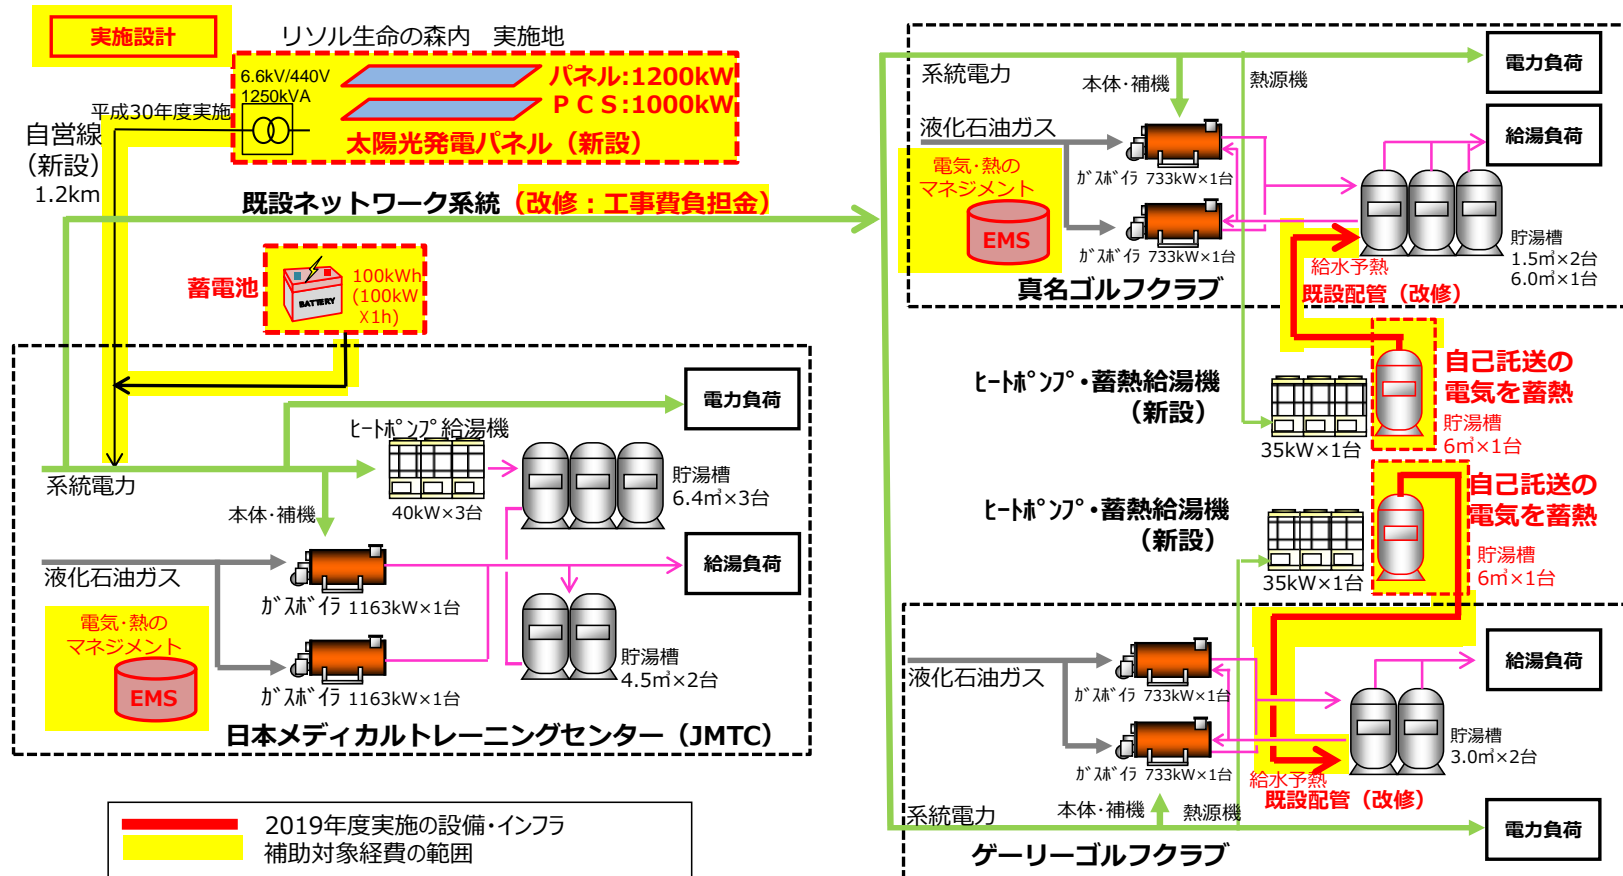 実施設計
リソル生命の森内　実施地
6.6kV/440V
1250kVA
パネル:1200kW
ＰＣＳ:1000kW
太陽光発電パネル（新設）
平成30年度実施
自営線
(新設)
1.2km
既設ネットワーク系統（改修：工事費負担金）
蓄電池
BATTERY
100kWh
(100kW
X1h)
電力負荷
ﾋｰﾄﾎﾟﾝﾌﾟ給湯機
系統電力
40kW×3台
貯湯槽
6.4㎥×3台
本体･補機
液化石油ガス
ｶﾞｽﾎﾞｲﾗ 1163kW×1台
給湯負荷
電気･熱の
マネジメント
EMS
ｶﾞｽﾎﾞｲﾗ 1163kW×1台
貯湯槽
4.5㎥×2台
日本メディカルトレーニングセンター（JMTC）
2019年度実施の設備･インフラ
補助対象経費の範囲
系統電力
本体･補機
熱源機
電力負荷
液化石油ガス
ｶﾞｽﾎﾞｲﾗ 733kW×1台
給湯負荷
電気･熱の
マネジメント
EMS
ｶﾞｽﾎﾞｲﾗ 733kW×1台
貯湯槽
1.5㎥×2台
6.0㎥×1台
給水予熱
既設配管（改修）
真名ゴルフクラブ
ﾋｰﾄﾎﾟﾝﾌﾟ･蓄熱給湯機
（新設）
35kW×1台
自己託送の
電気を蓄熱
貯湯槽
6㎥×1台
ﾋｰﾄﾎﾟﾝﾌﾟ･蓄熱給湯機
（新設）
35kW×1台
自己託送の
電気を蓄熱
貯湯槽
6㎥×1台
液化石油ガス
ｶﾞｽﾎﾞｲﾗ 733kW×1台
給湯負荷
ｶﾞｽﾎﾞｲﾗ 733kW×1台
貯湯槽
3.0㎥×2台
給水予熱
既設配管（改修）
系統電力
本体･補機
熱源機
電力負荷
ゲーリーゴルフクラブ